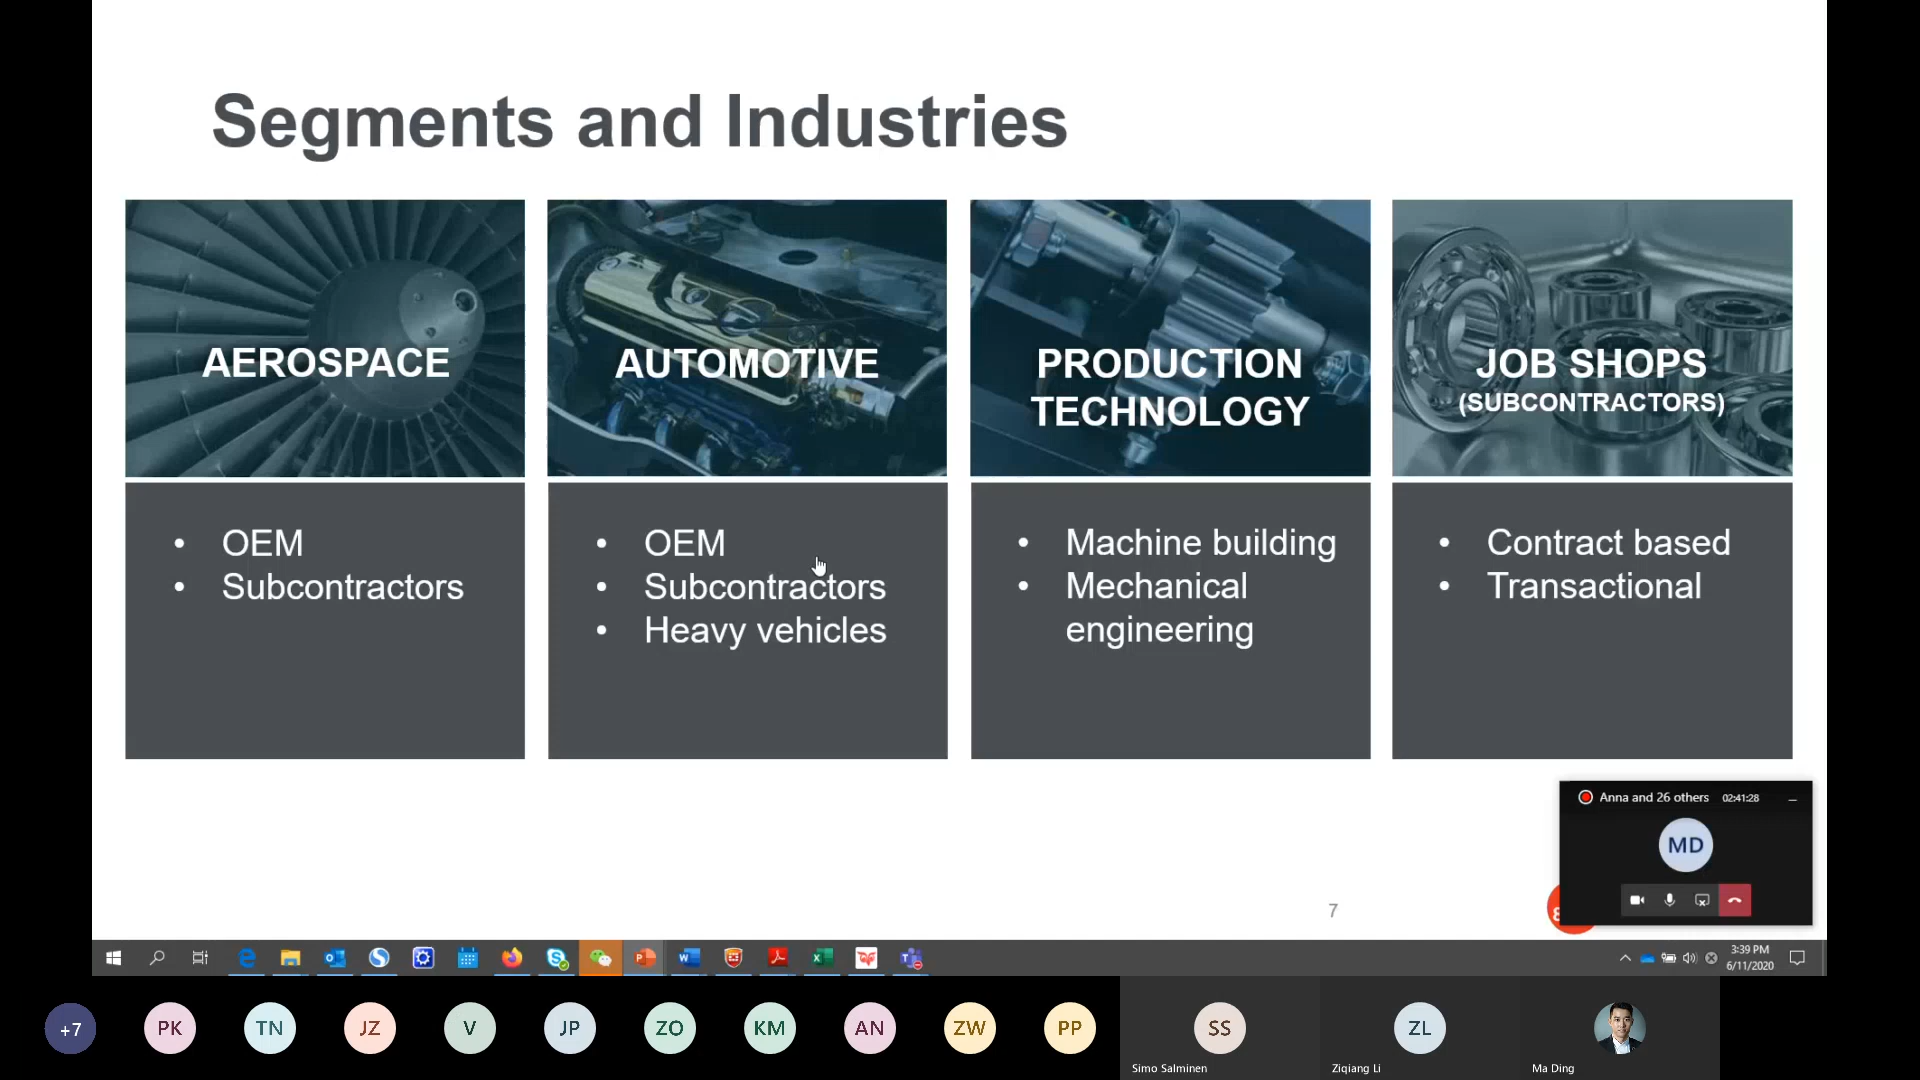 Segments and Industries
AEROSPACE
• OEM
• Subcontractors
AUTOMOTIVE
• OEM
• Subcontractors
• Heavy vehicles
PRODUCTION
TECHNOLOGY
• Machine building
• Mechanical
engineering
JOB SHOPS
(SUBCONTRACTORS)
• Contract based
• Transactional
Anna and 26 others 02:41:28
MD
7
3:39 PM
6/11/2020
+7 PK TN JZ V JP ZO KM AN ZW PP SS ZL
Simo Salminen Ziqiang Li Ma Ding